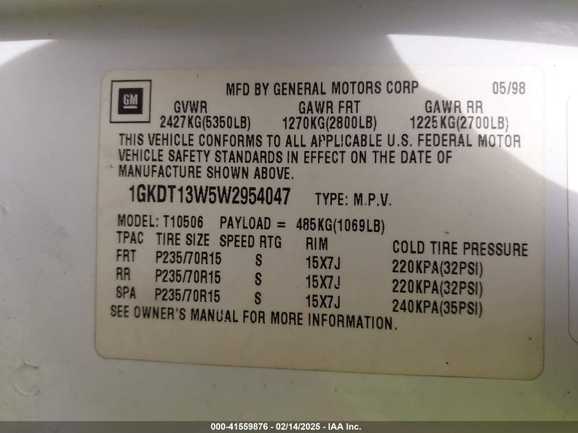 GM
MFD BY GENERAL MOTORS CORP 05/98
GVWR GAWR FRT GAWR RR
2427KG(5350LB) 1270KG(2800LB) 1225KG(2700LB)
THIS VEHICLE CONFORMS TO ALL APPLICABLE U.S. FEDERAL MOTOR
VEHICLE SAFETY STANDARDS IN EFFECT ON THE DATE OF
MANUFACTURE SHOWN ABOVE.
1GKDT13W5W2954047 TYPE: M.P.V.
MODEL: T10506 PAYLOAD = 485KG(1069LB)
TPAC TIRE SIZE SPEED RTG RIM COLD TIRE PRESSURE
FRT P235/70R15 S 15X7J 220KPA(32PSI)
RR P235/70R15 S 15X7J 220KPA(32PSI)
SPA P235/70R15 S 15X7J 240KPA(35PSI)
SEE OWNER'S MANUAL FOR MORE INFORMATION.
000-41559876 - 02/14/2025 - IAA Inc.